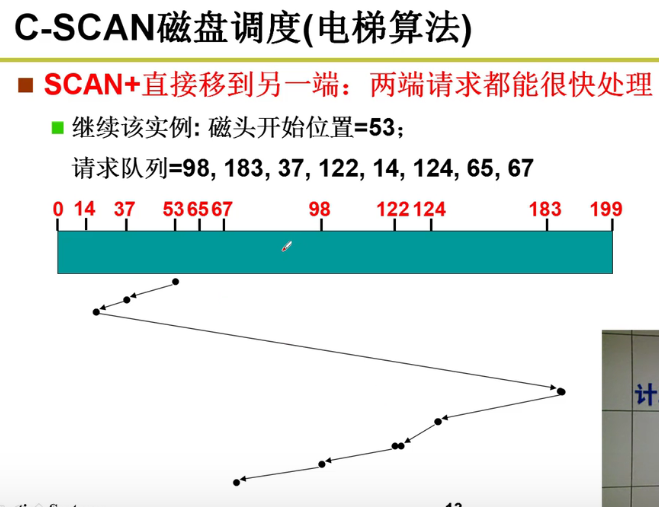 C-SCAN磁盘调度(电梯算法)
SCAN+直接移到另一端：两端请求都能很快处理
继续该实例: 磁头开始位置=53；
请求队列=98, 183, 37, 122, 14, 124, 65, 67
0 14 37 53 65 67 98 122 124 183 199
计